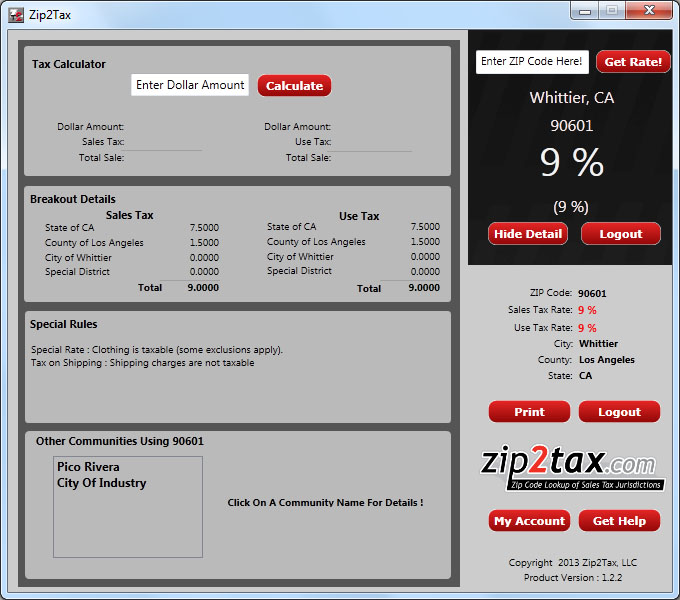 Zip2Tax
Tax Calculator
Enter Dollar Amount
Calculate
Dollar Amount:
Sales Tax:
Total Sale:
Dollar Amount:
Use Tax:
Total Sale:
Breakout Details
Sales Tax
State of CA 7.5000
County of Los Angeles 1.5000
City of Whittier 0.0000
Special District 0.0000
Total 9.0000
Use Tax
State of CA 7.5000
County of Los Angeles 1.5000
City of Whittier 0.0000
Special District 0.0000
Total 9.0000
Special Rules
Special Rate : Clothing is taxable (some exclusions apply).
Tax on Shipping : Shipping charges are not taxable
Other Communities Using 90601
Pico Rivera
City Of Industry
Click On A Community Name For Details !
Enter ZIP Code Here!
Get Rate!
Whittier, CA
90601
9 %
(9 %)
Hide Detail
Logout
ZIP Code: 90601
Sales Tax Rate: 9 %
Use Tax Rate: 9 %
City: Whittier
County: Los Angeles
State: CA
Print
Logout
zip2tax.com
Zip Code Lookup of Sales Tax Jurisdictions
My Account
Get Help
Copyright 2013 Zip2Tax, LLC
Product Version : 1.2.2